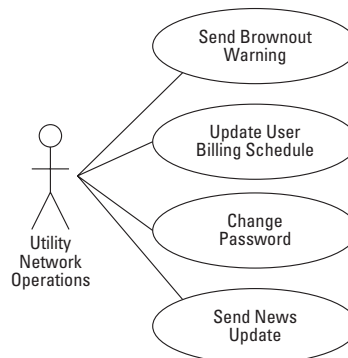 Send Brownout
Warning
Update User
Billing Schedule
Change
Password
Send News
Update
Utility
Network
Operations